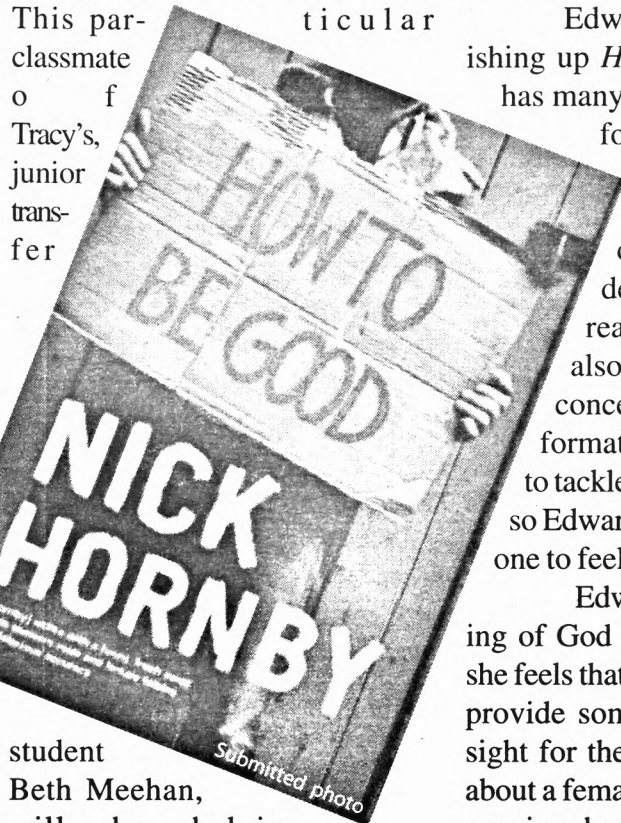 This par-
ticular
classmate
o f
Tracy's,
junior
trans-
fer
HOW TO
BE GOOD
NICK
HORNBY
Submitted photo
student
Beth Meehan,
Edw
ishing up H
has many
fo
de
rea
also
conce
format
to tackle
so Edwar
one to feel
Edw
ing of God
she feels that
provide som
sight for the
about a fema